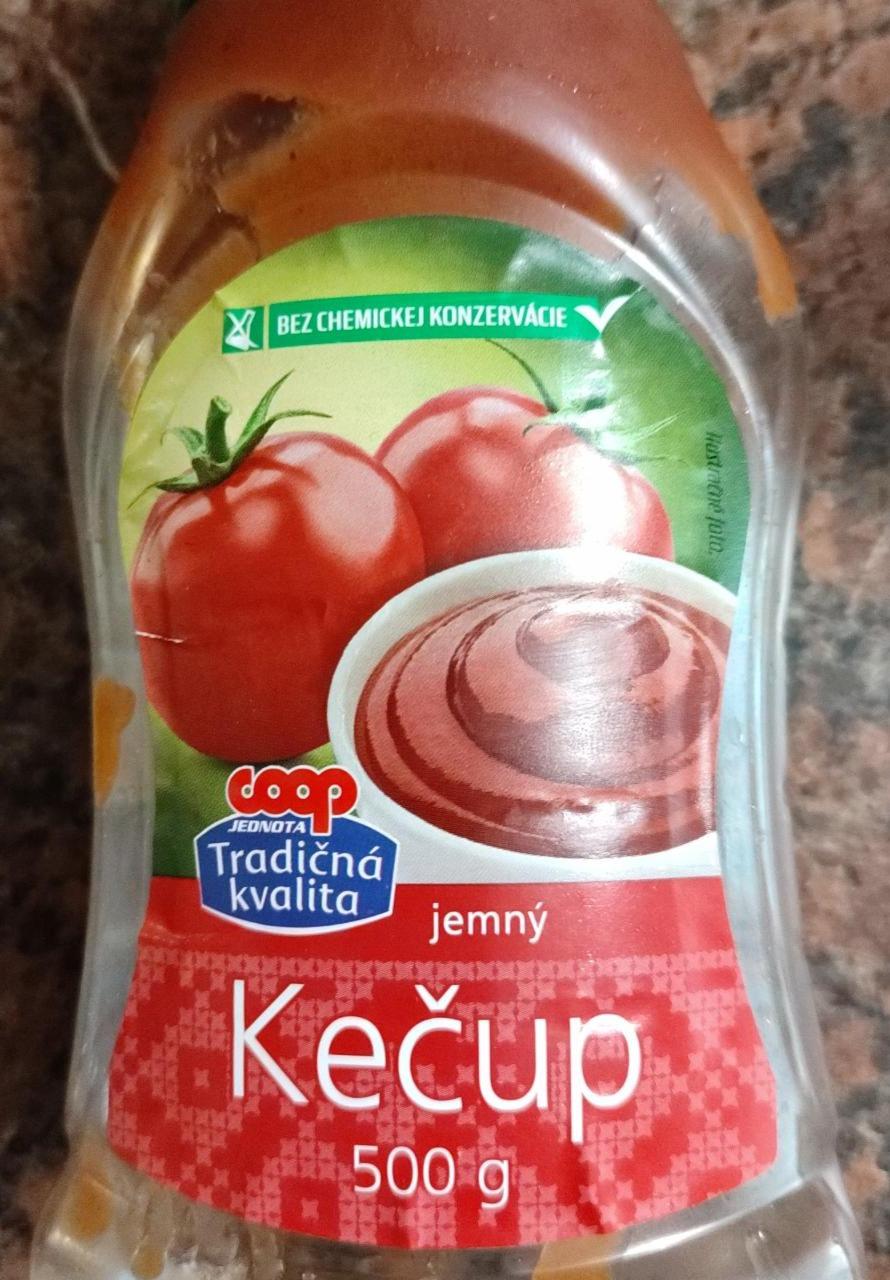 BEZ CHEMICKEJ KONZERVÁCIE
Ilustračné foto.
coop
JEDNOTA
Tradičná
kvalita
jemný
Kečup
500 g